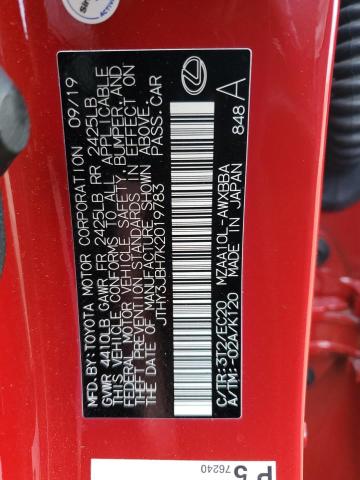 MFD. BY: TOYOTA MOTOR CORPORATION 09/19
GVWR 4410LB GAWR FR 2425LB RR 2425LB
THIS VEHICLE CONFORMS TO ALL APPLICABLE
FEDERAL MOTOR VEHICLE SAFETY, BUMPER, AND
THEFT PREVENTION STANDARDS IN EFFECT ON
THE DATE OF MANUFACTURE SHOWN ABOVE.
JTHY3JBH7K2019783 PASS. CAR
C/TR: 3T2/EC20 MZAA10L-AWXBBA
A/TM: -02A/K120 MADE IN JAPAN
848 A
P 5
76240